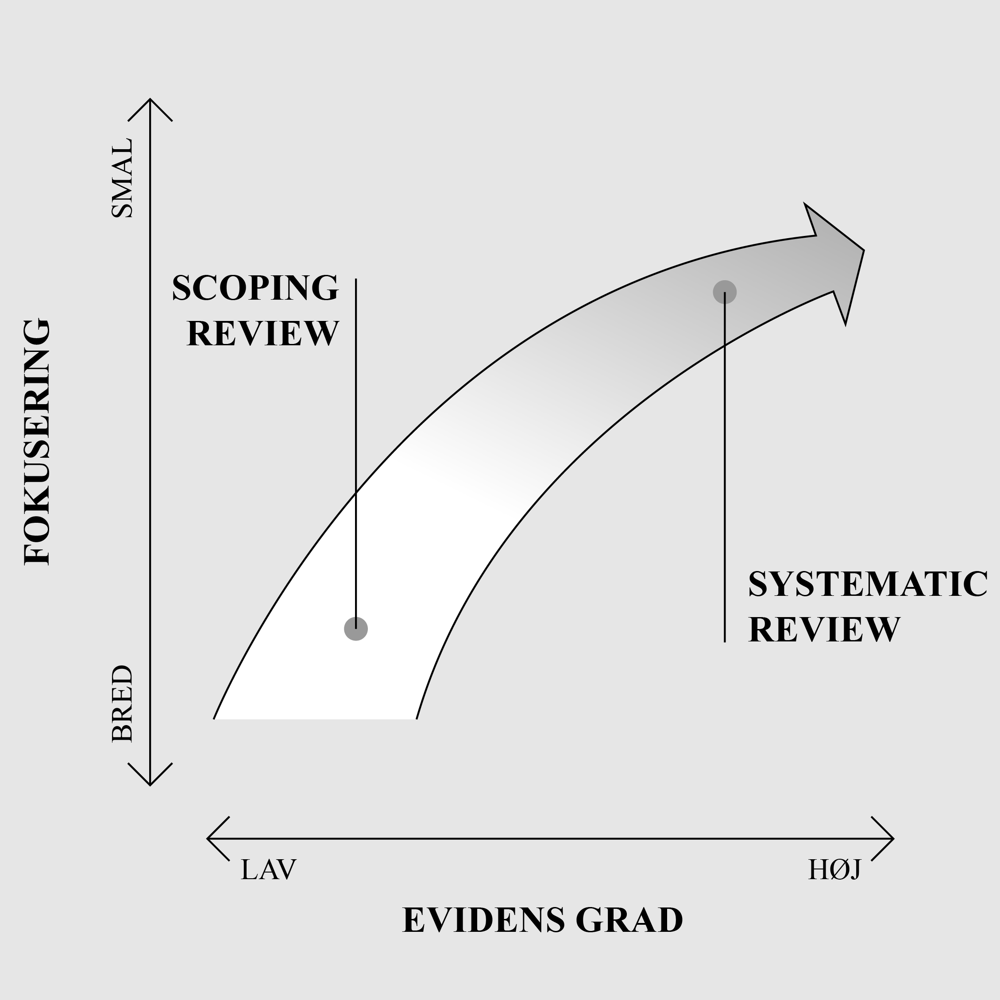 SMAL
SCOPING
REVIEW
FOKUSERING
SYSTEMATIC
REVIEW
BRED
LAV
HØJ
EVIDENS GRAD